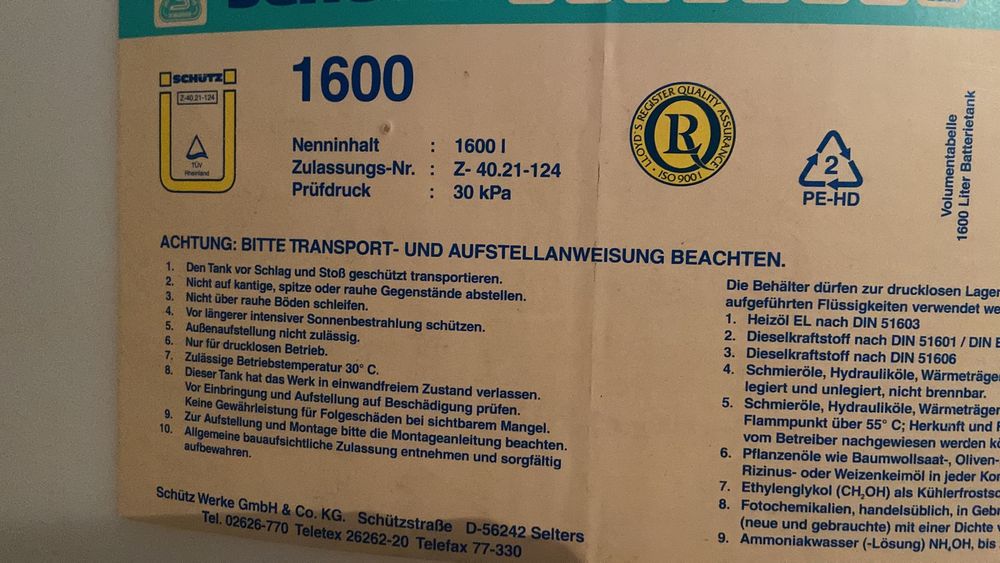 SCHÜTZ
Z-40.21-124
TÜV
Rheinland
1600
Nenninhalt : 1600 l
Zulassungs-Nr. : Z- 40.21-124
Prüfdruck : 30 kPa
LLOYD'S REGISTER QUALITY ASSURANCE
ISO 9001
2
PE-HD
Volumentabelle
1600 Liter Batterietank
ACHTUNG: BITTE TRANSPORT- UND AUFSTELLANWEISUNG BEACHTEN.
1. Den Tank vor Schlag und Stoß geschützt transportieren.
2. Nicht auf kantige, spitze oder rauhe Gegenstände abstellen.
3. Nicht über rauhe Böden schleifen.
4. Vor längerer intensiver Sonnenbestrahlung schützen.
5. Außenaufstellung nicht zulässig.
6. Nur für drucklosen Betrieb.
7. Zulässige Betriebstemperatur 30° C.
8. Dieser Tank hat das Werk in einwandfreiem Zustand verlassen.
Vor Einbringung und Aufstellung auf Beschädigung prüfen.
Keine Gewährleistung für Folgeschäden bei sichtbarem Mangel.
9. Zur Aufstellung und Montage bitte die Montageanleitung beachten.
10. Allgemeine bauaufsichtliche Zulassung entnehmen und sorgfältig
aufbewahren.
Schütz Werke GmbH & Co. KG. Schützstraße D-56242 Selters
Tel. 02626-770 Teletex 26262-20 Telefax 77-330
Die Behälter dürfen zur drucklosen Lager
aufgeführten Flüssigkeiten verwendet we
1. Heizöl EL nach DIN 51603
2. Dieselkraftstoff nach DIN 51601 / DIN E
3. Dieselkraftstoff nach DIN 51606
4. Schmieröle, Hydrauliköle, Wärmeträger
legiert und unlegiert, nicht brennbar.
5. Schmieröle, Hydrauliköle, Wärmeträger
Flammpunkt über 55° C; Herkunft und
vom Betreiber nachgewiesen werden kö
6. Pflanzenöle wie Baumwollsaat-, Oliven-
Rizinus- oder Weizenkeimöl in jeder Kon
7. Ethylenglykol (CH₂OH) als Kühlerfrosts
8. Fotochemikalien, handelsüblich, in Gebr
(neue und gebrauchte) mit einer Dichte
9. Ammoniakwasser (-Lösung) NH₄OH, bis